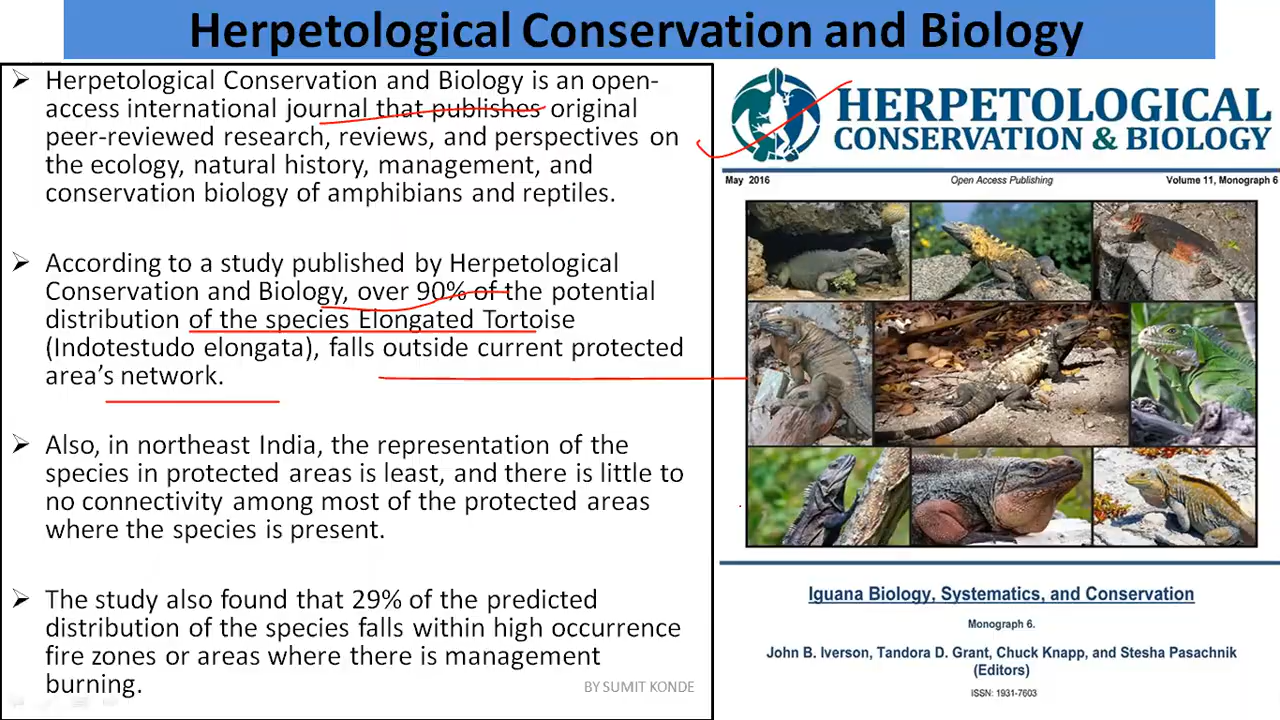 Herpetological Conservation and Biology
➢ Herpetological Conservation and Biology is an open-
access international journal that publishes original
peer-reviewed research, reviews, and perspectives on
the ecology, natural history, management, and
conservation biology of amphibians and reptiles.
➢ According to a study published by Herpetological
Conservation and Biology, over 90% of the potential
distribution of the species Elongated Tortoise
(Indotestudo elongata), falls outside current protected
area’s network.
➢ Also, in northeast India, the representation of the
species in protected areas is least, and there is little to
no connectivity among most of the protected areas
where the species is present.
➢ The study also found that 29% of the predicted
distribution of the species falls within high occurrence
fire zones or areas where there is management
burning.
BY SUMIT KONDE
HERPETOLOGICAL
CONSERVATION & BIOLOGY
May 2016 Open Access Publishing Volume 11, Monograph 6
Iguana Biology, Systematics, and Conservation
Monograph 6.
John B. Iverson, Tandora D. Grant, Chuck Knapp, and Stesha Pasachnik
(Editors)
ISSN: 1931-7603